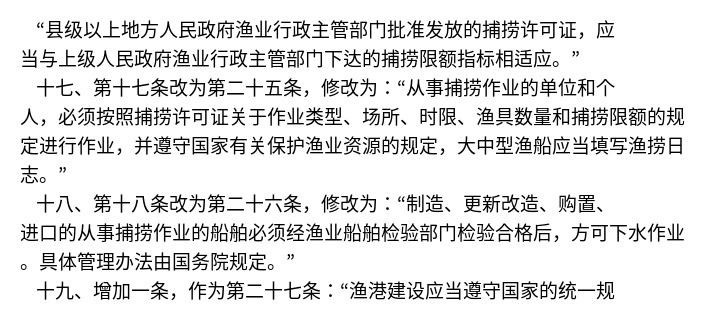 “县级以上地方人民政府渔业行政主管部门批准发放的捕捞许可证，应
当与上级人民政府渔业行政主管部门下达的捕捞限额指标相适应。”
十七、第十七条改为第二十五条，修改为：“从事捕捞作业的单位和个
人，必须按照捕捞许可证关于作业类型、场所、时限、渔具数量和捕捞限额的规
定进行作业，并遵守国家有关保护渔业资源的规定，大中型渔船应当填写渔捞日
志。”
十八、第十八条改为第二十六条，修改为：“制造、更新改造、购置、
进口的从事捕捞作业的船舶必须经渔业船舶检验部门检验合格后，方可下水作业
。具体管理办法由国务院规定。”
十九、增加一条，作为第二十七条：“渔港建设应当遵守国家的统一规